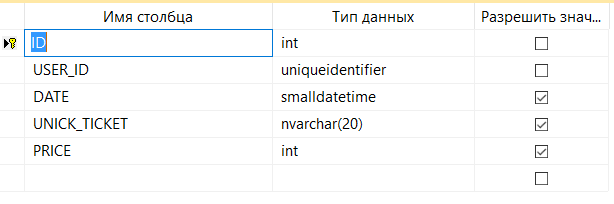 Имя столбца Тип данных Разрешить знач...
ID int
USER_ID uniqueidentifier
DATE smalldatetime
UNICK_TICKET nvarchar(20)
PRICE int